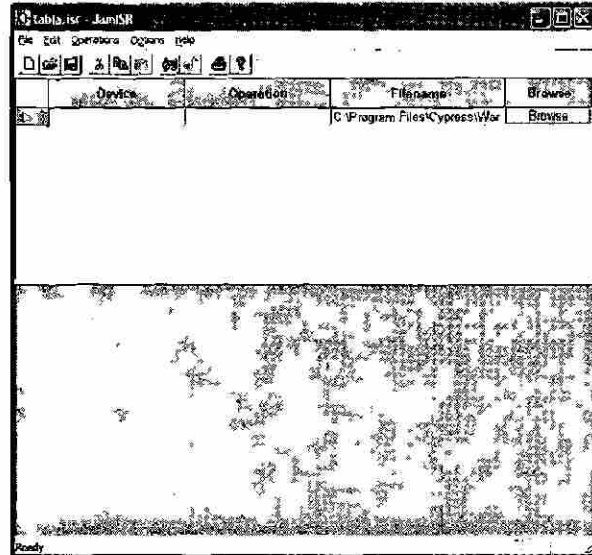 tabla.isr - JamISR
File Edit Operations Options Help
Device Operation Filename Browse
C:\Program Files\Cypress\War Browse
Ready